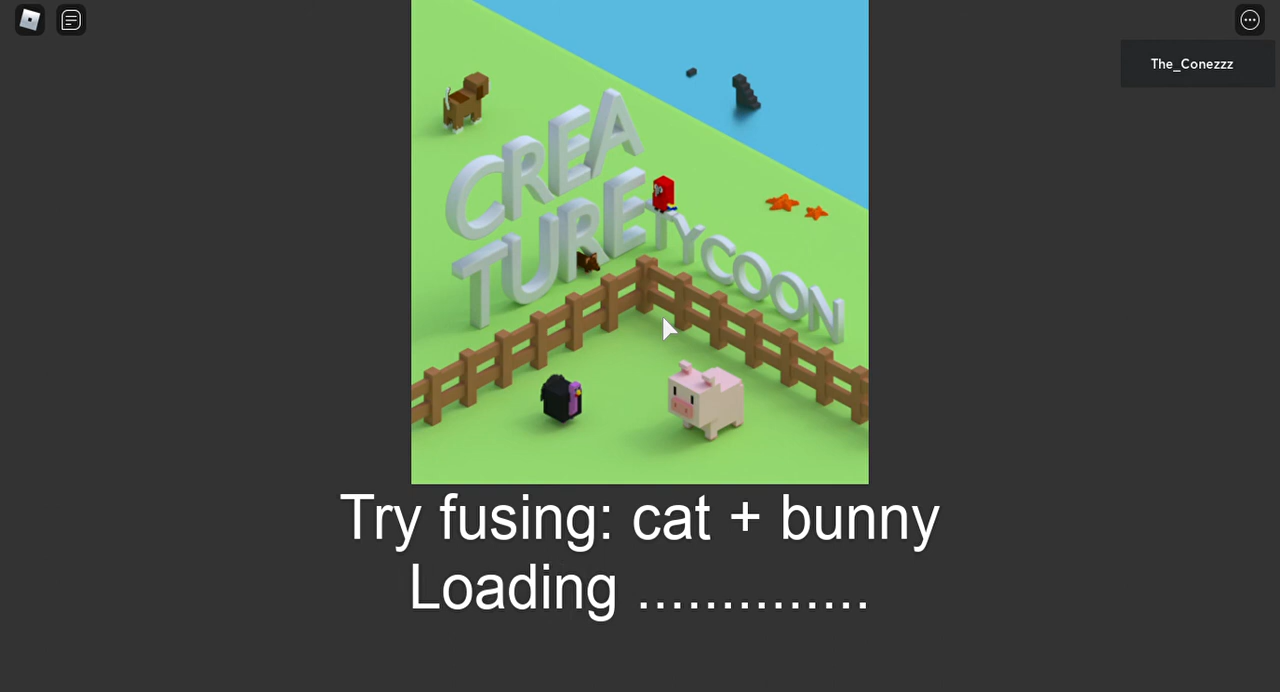 The_Conezzz
CREA
TURE TYCOON
Try fusing: cat + bunny
Loading ..............